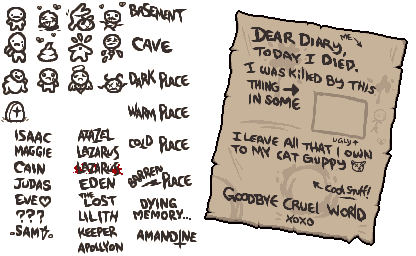 BASEMENT
CAVE
DARK PLACE
WARM PLACE
COLD PLACE
BARREN PLACE
DYING
MEMORY...
AMANDINE
ISAAC
MAGGIE
CAIN
JUDAS
EVE♡
???
SAM
AZAZEL
LAZARUS
LAZARUS
EDEN
THE
LOST
LILITH
KEEPER
APOLLYON
DEAR DIARY,
ME
TODAY I DIED.
I WAS KILLED BY THIS
THING →
IN SOME
UGLY↑
I LEAVE ALL THAT I OWN
TO MY CAT GUPPY
COOL STUFF!
GOODBYE CRUEL WORLD
XOXO